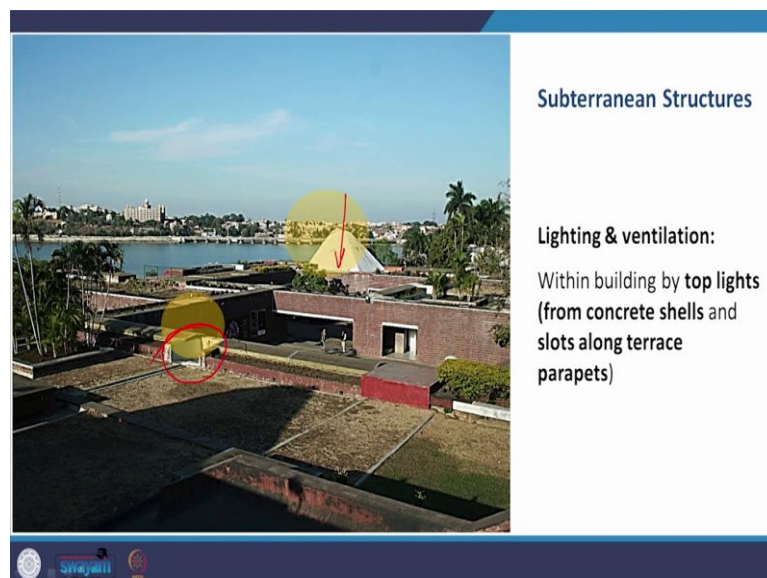 Subterranean Structures
Lighting & ventilation:
Within building by top lights
(from concrete shells and
slots along terrace
parapets)
swayam